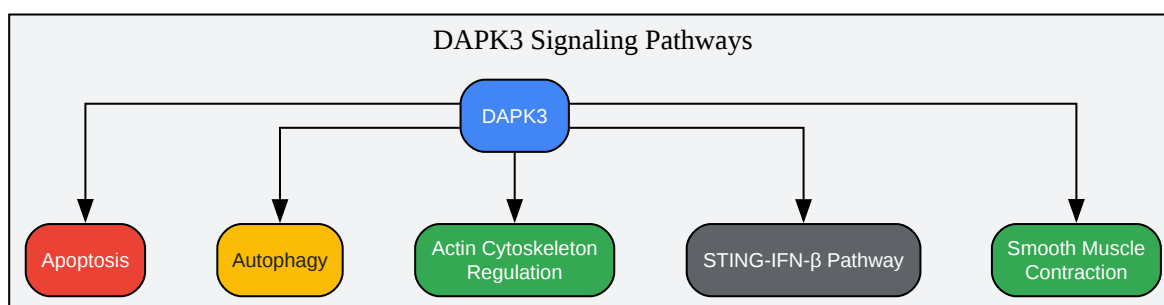 DAPK3 Signaling Pathways
DAPK3
Apoptosis
Autophagy
Actin Cytoskeleton
Regulation
STING-IFN-β Pathway
Smooth Muscle
Contraction